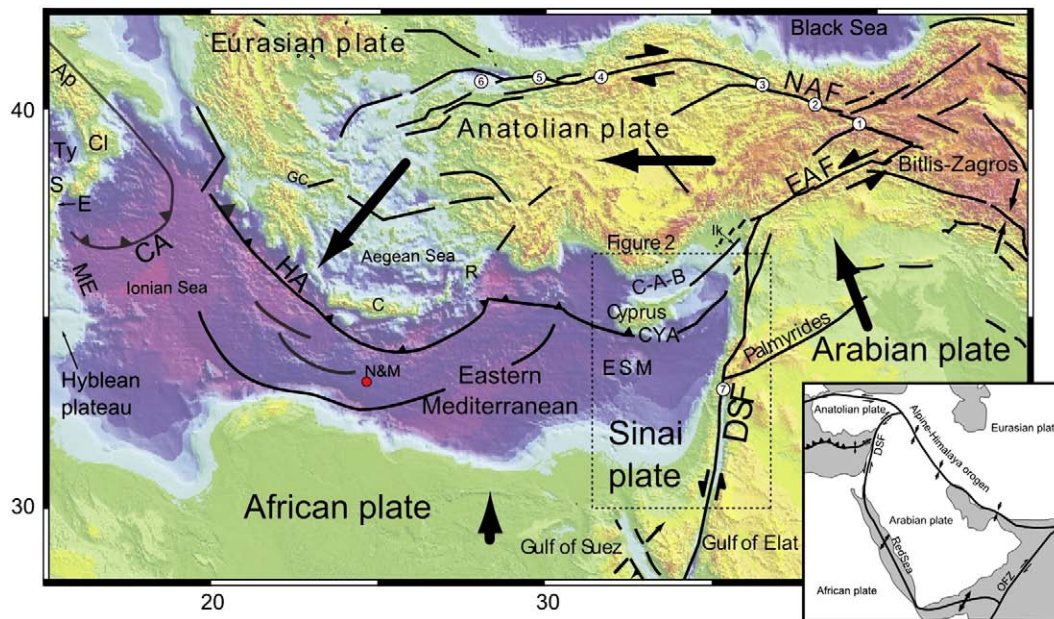 Eurasian plate
Black Sea
Ap
40
6
5
4
3
NAF
2
1
Anatolian plate
Cl
Ty
S
E
GC
EAF
Bitlis-Zagros
CA
ME
Ionian Sea
HA
Aegean Sea
R
C
Ik
Figure 2
C-A-B
Cyprus
CYA
Palmyrides
Arabian plate
Hyblean
plateau
N&M
Eastern
Mediterranean
ESM
7
DSF
Sinai
plate
30
African plate
Gulf of Suez
Gulf of Elat
20
30
Anatolian plate
DSF
Alpine-Himalaya orogen
Eurasian plat
Arabian plate
Red Sea
African plate
OFZ